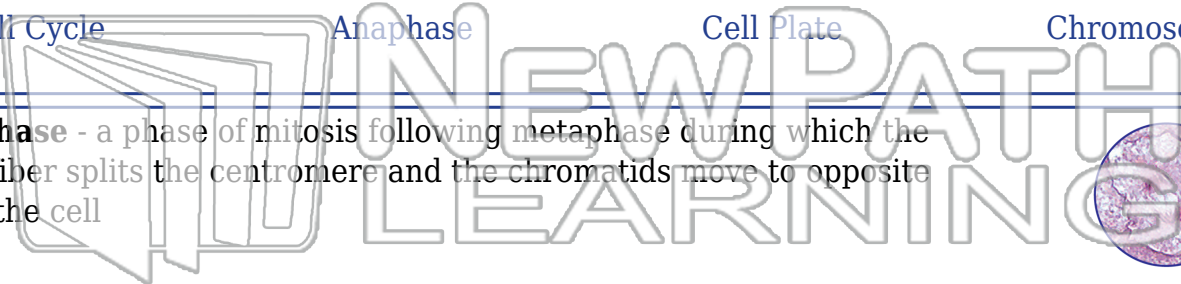 ll Cycle Anaphase Cell Plate Chromoso
hase - a phase of mitosis following metaphase during which the
iber splits the centromere and the chromatids move to opposite
the cell
NEWPATH
LEARNING